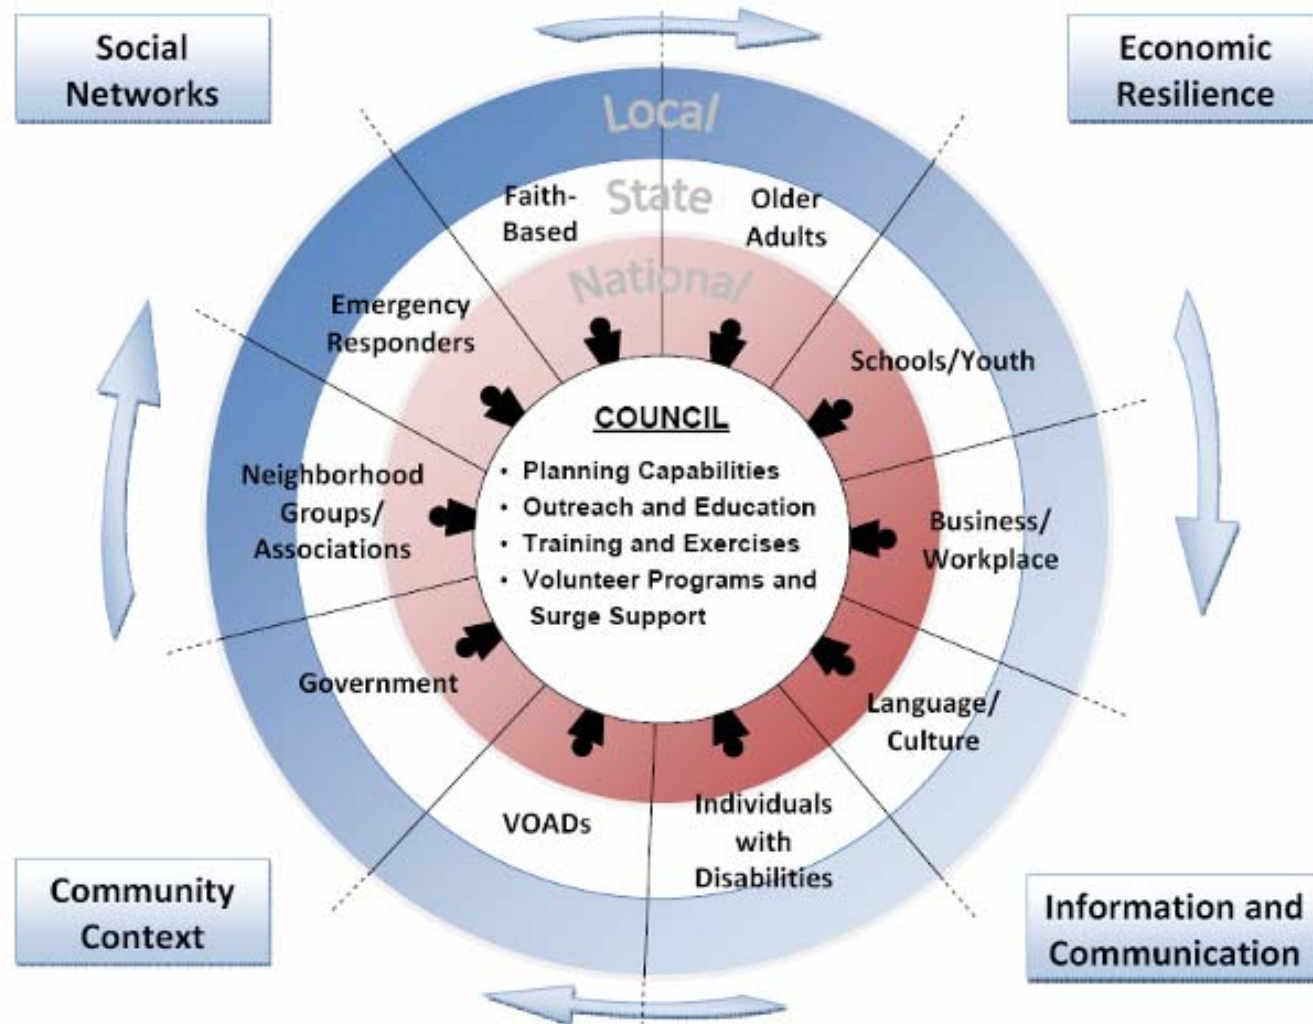 Social
Networks
Economic
Resilience
Local
State
National
Faith-
Based
Older
Adults
Emergency
Responders
Schools/Youth
Neighborhood
Groups/
Associations
COUNCIL
• Planning Capabilities
• Outreach and Education
• Training and Exercises
• Volunteer Programs and
Surge Support
Business/
Workplace
Government
Language/
Culture
VOADs
Individuals
with
Disabilities
Community
Context
Information and
Communication